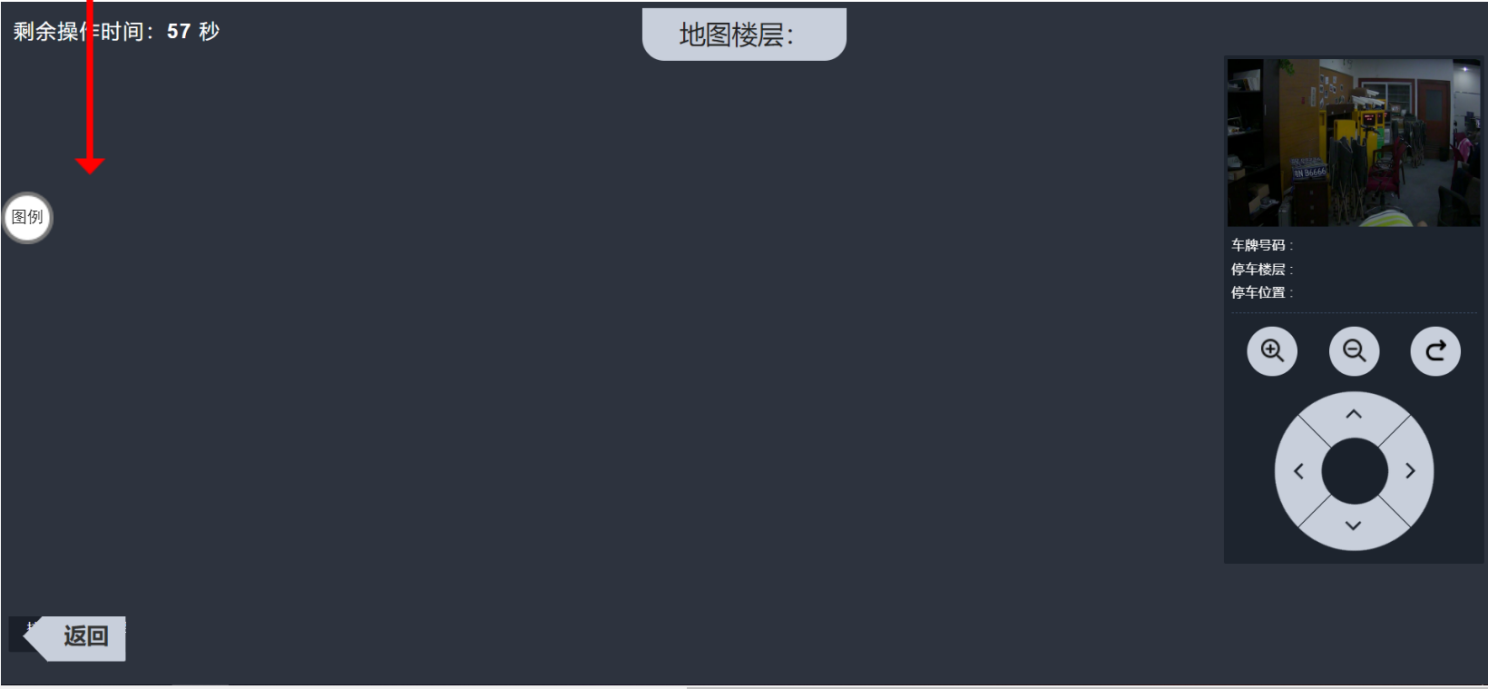 剩余操作时间：57 秒
地图楼层：
图例
车牌号码：
停车楼层：
停车位置：
返回